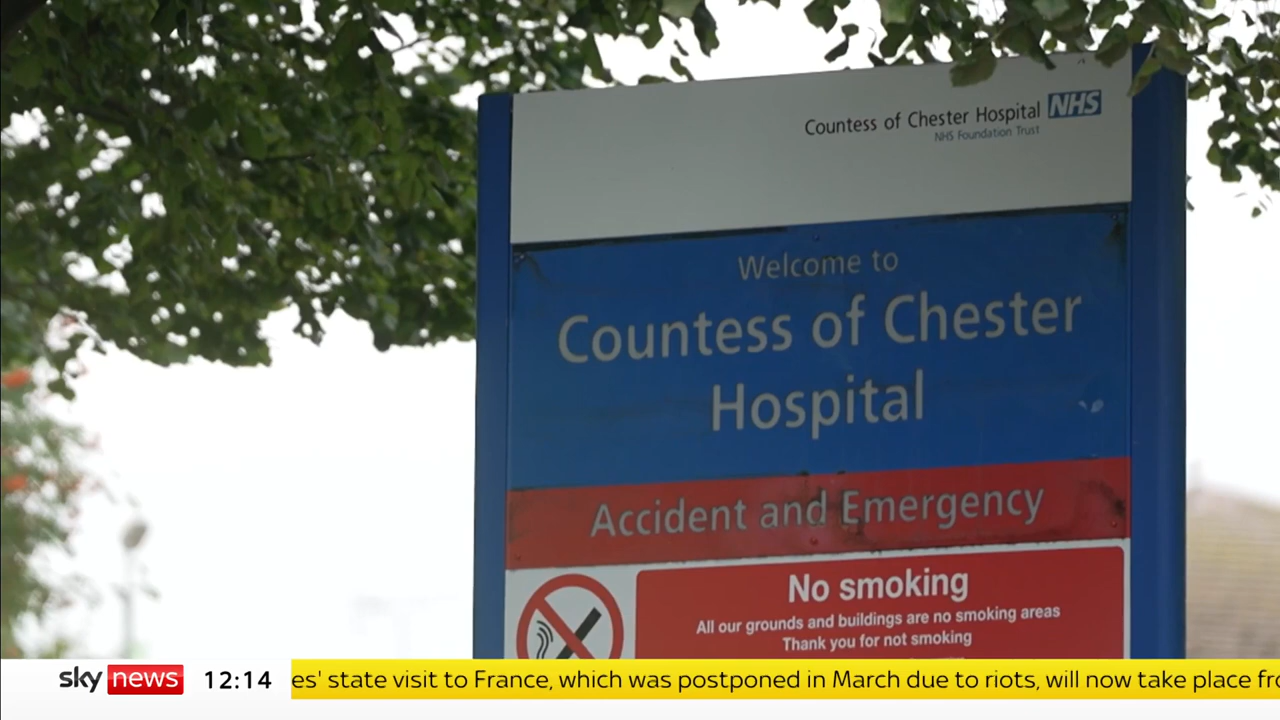 Countess of Chester Hospital NHS
NHS Foundation Trust
Welcome to
Countess of Chester
Hospital
Accident and Emergency
No smoking
All our grounds and buildings are no smoking areas
Thank you for not smoking
sky news 12:14 es' state visit to France, which was postponed in March due to riots, will now take place fro